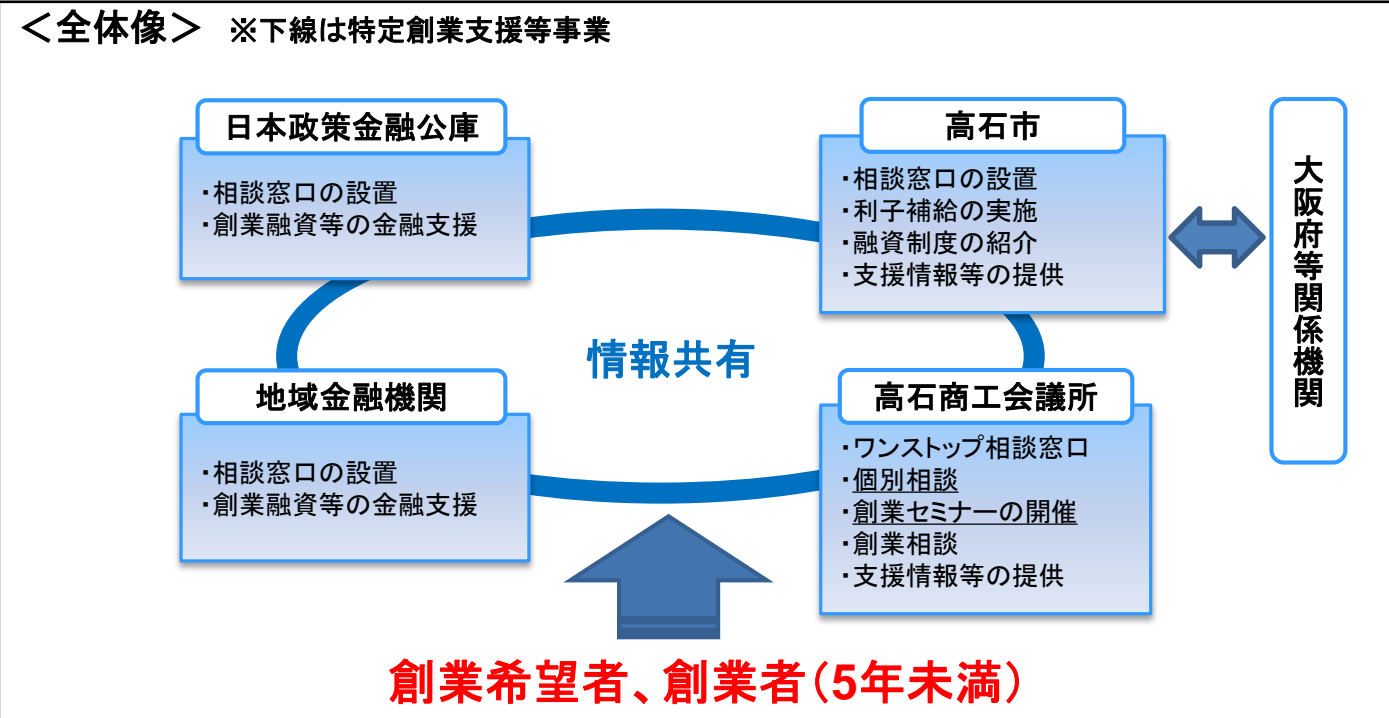 ＜全体像＞ ※下線は特定創業支援等事業
日本政策金融公庫
・相談窓口の設置
・創業融資等の金融支援
高石市
・相談窓口の設置
・利子補給の実施
・融資制度の紹介
・支援情報等の提供
大阪府等関係機関
情報共有
地域金融機関
・相談窓口の設置
・創業融資等の金融支援
高石商工会議所
・ワンストップ相談窓口
・個別相談
・創業セミナーの開催
・創業相談
・支援情報等の提供
創業希望者、創業者（5年未満）